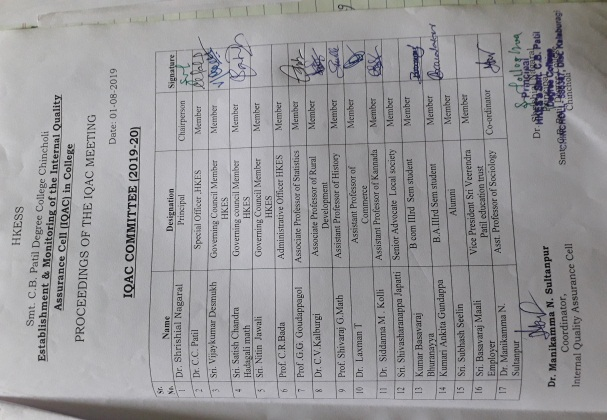 HKESS
Smt. C.B. Patil Degree College Chincholi
Establishment & Monitoring of the Internal Quality
Assurance Cell (IQAC) in College
PROCEEDINGS OF THE IQAC MEETING
Date: 01-08-2019
IQAC COMMITTEE (2019-20)
Sr. No. Name Designation Signature
1 Dr. Shrishial Nagaral Principal Chairperson
2 Dr. C.C. Patil Special Officer HKES Member
3 Sri. Vijaykumar Desmukh Governing Council Member HKES Member
4 Sri. Satish Chandra Hadagali math Governing council Member HKES Member
5 Sri. Nitin Jawali Governing Council Member HKES Member
6 Prof. C.R.Bada Administrative Officer HKES Member
7 Prof .G.G. Goudappagol Associate Professor of Statistics Member
8 Dr. C.V.Kalburgi Associate Professor of Rural Development Member
9 Prof. Shivaraj G.Math Assistant Professor of History Member
10 Dr. Laxman T Assistant Professor of Commerce Member
11 Dr. Siddanna M . Kolli Assistant Professor of Kannada Member
12 Sri. Shivasharanappa Japatti Senior Advocate Local society Member
13 Kumar Basavaraj Bhuranayya B com IIIrd Sem student Member
14 Kumari Ankita Gundappa B.A IIIrd Sem student Member
15 Sri. Subhash Seelin Alumni Member
16 Sri. Basavaraj Maali Employer Vice President Sri Veerendra Patil education trust Member
17 Dr. Manikamma N. Sultanpur Asst. Professor of Sociology Co-ordinator
Dr. Manikamma N. Sultanpur
Coordinator,
Internal Quality Assurance Cell
Principal
Chincholi